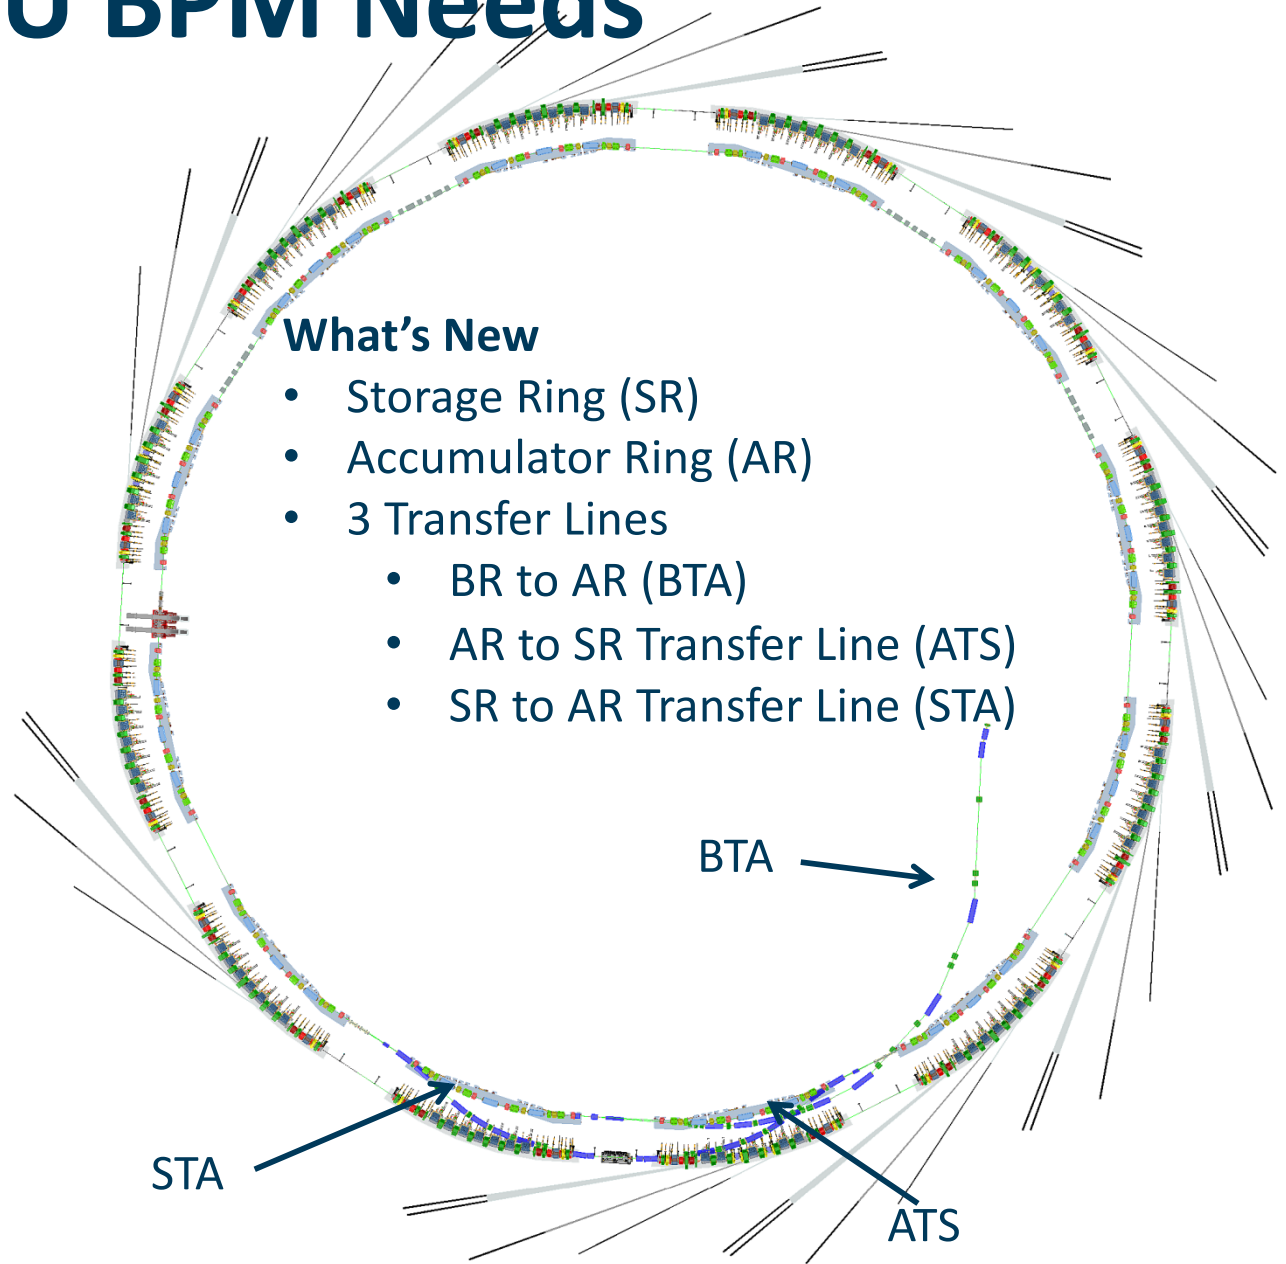 U BPM Needs
What’s New
• Storage Ring (SR)
• Accumulator Ring (AR)
• 3 Transfer Lines
• BR to AR (BTA)
• AR to SR Transfer Line (ATS)
• SR to AR Transfer Line (STA)
BTA
STA
ATS